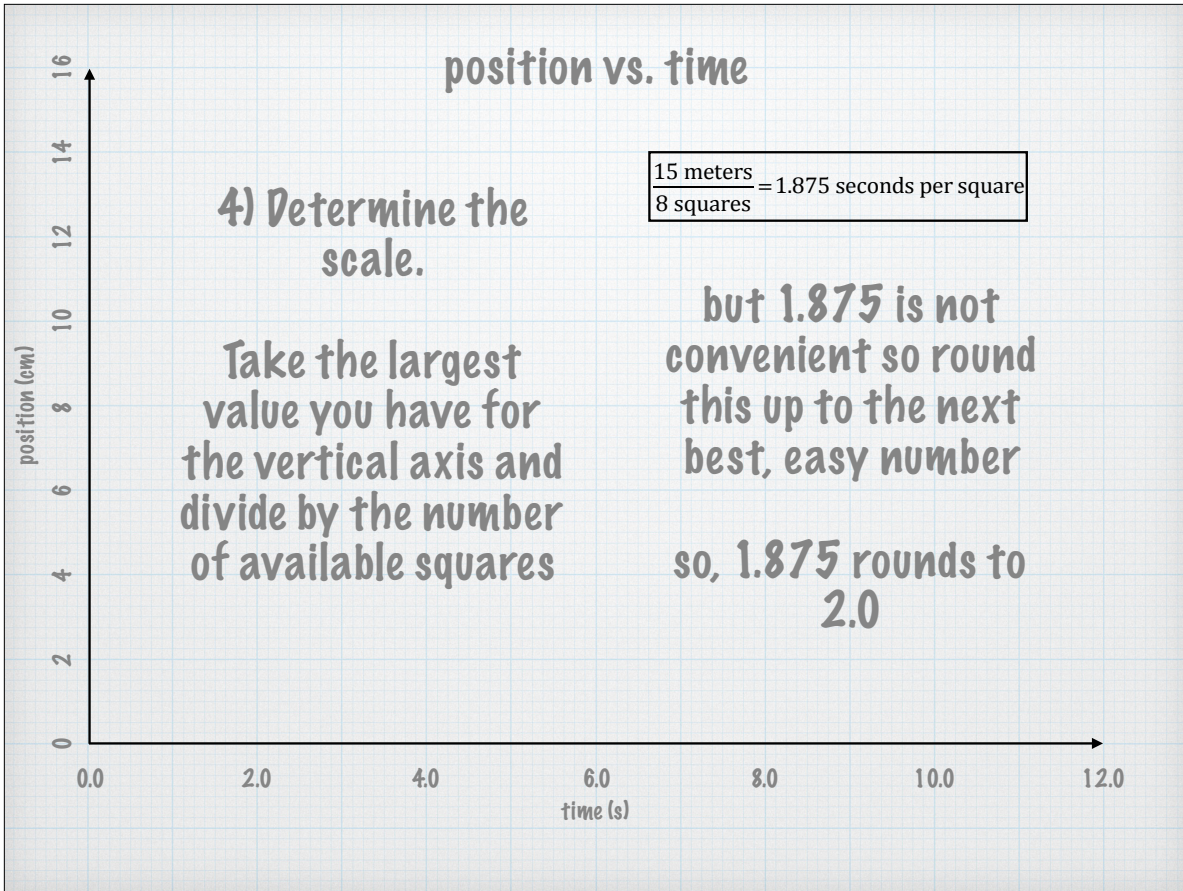 position vs. time
16
14
12
10
8
6
4
2
0
position (cm)
4) Determine the
scale.
Take the largest
value you have for
the vertical axis and
divide by the number
of available squares
15 meters
8 squares
=1.875 seconds per square
but 1.875 is not
convenient so round
this up to the next
best, easy number
so, 1.875 rounds to
2.0
0.0 2.0 4.0 6.0 8.0 10.0 12.0
time (s)